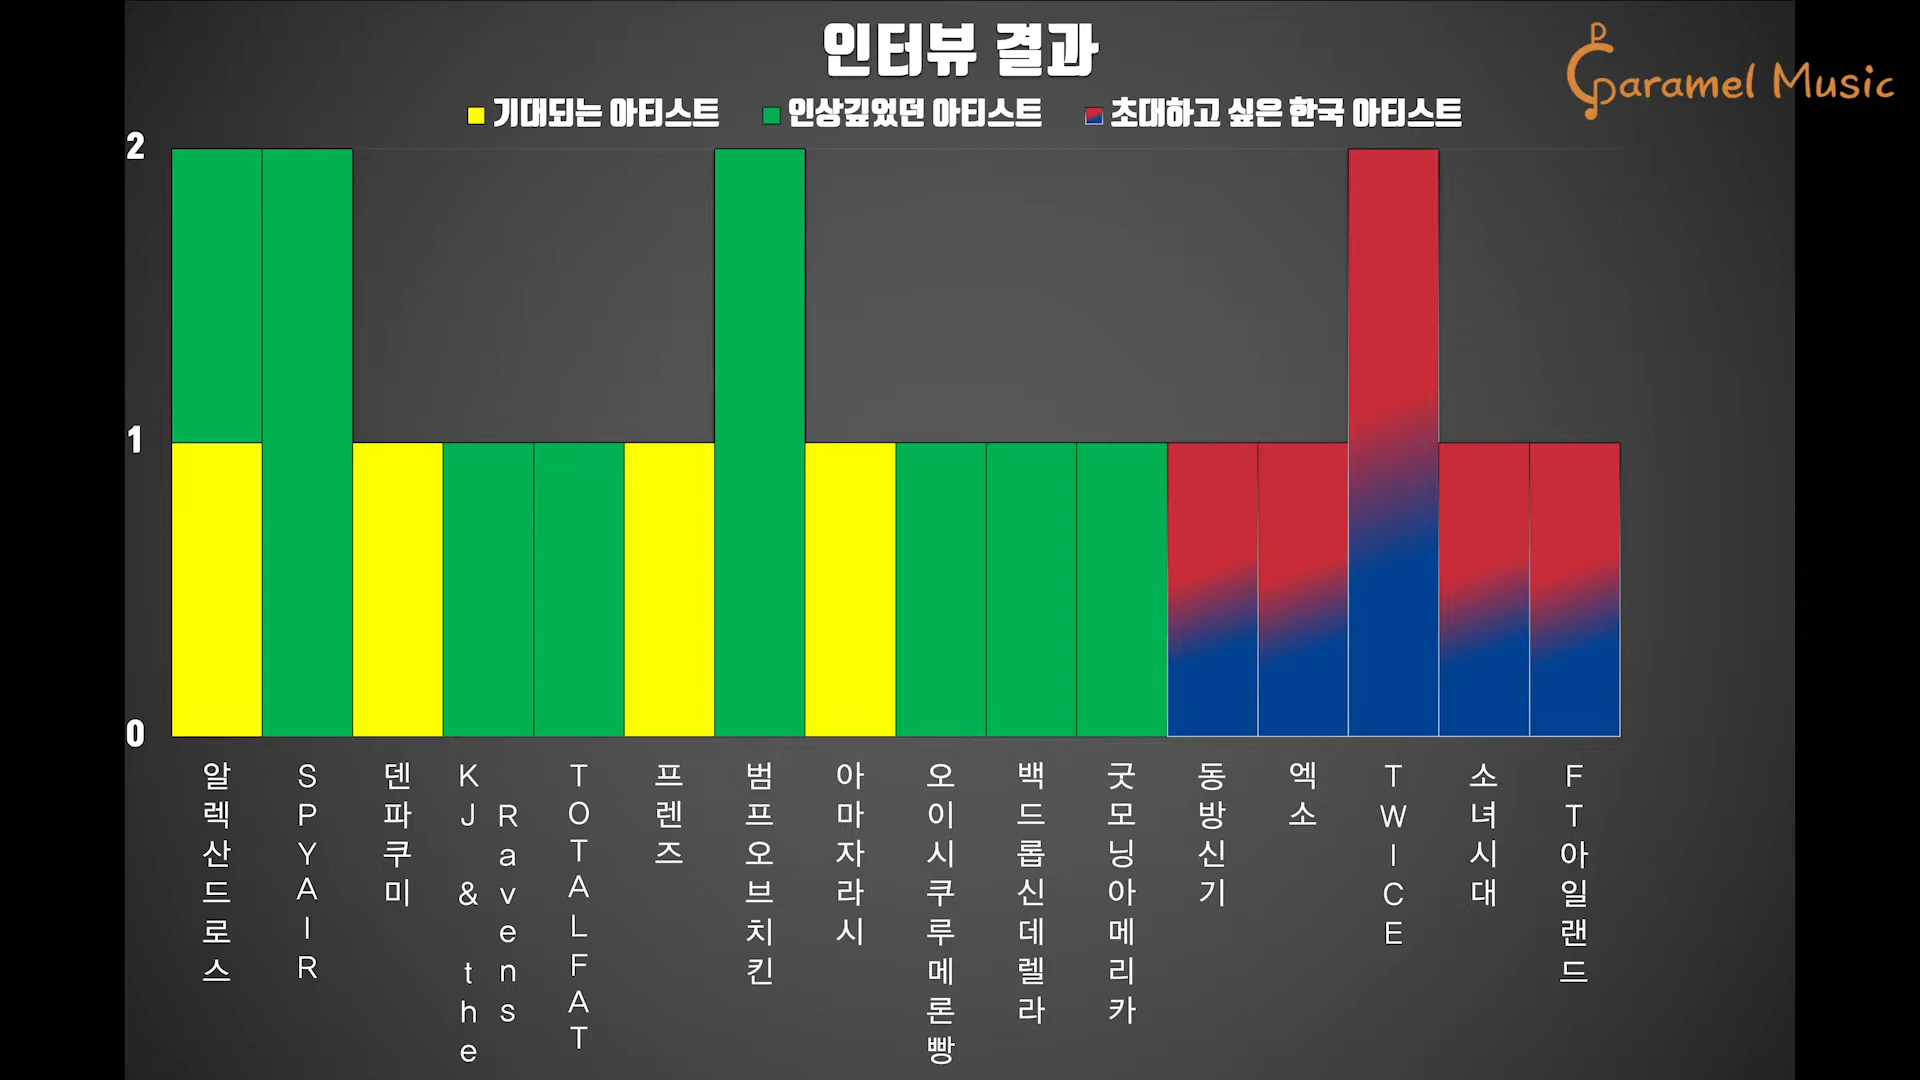 인터뷰 결과
Caramel Music
기대되는 아티스트 인상깊었던 아티스트 초대하고 싶은 한국 아티스트
2
1
0
알렉산드로스
SPYAIR
덴파쿠미
KJ & the
Ravens
TOTALFAT
프렌즈
범프오브치킨
아마자라시
오이시쿠루메론빵
백드롭신데렐라
굿모닝아메리카
동방신기
엑소
TWICE
소녀시대
FT아일랜드